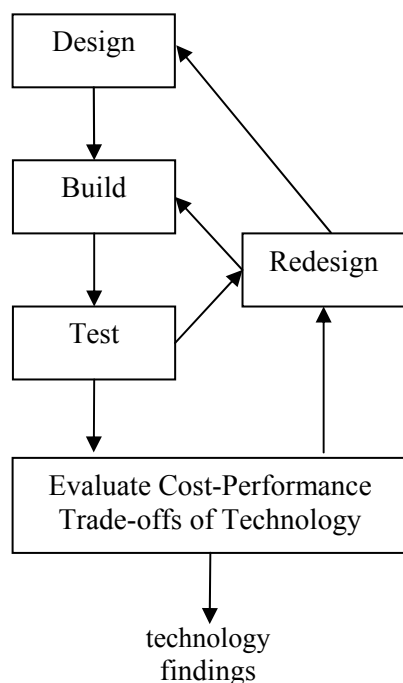 Design
Build
Redesign
Test
Evaluate Cost-Performance
Trade-offs of Technology
technology
findings